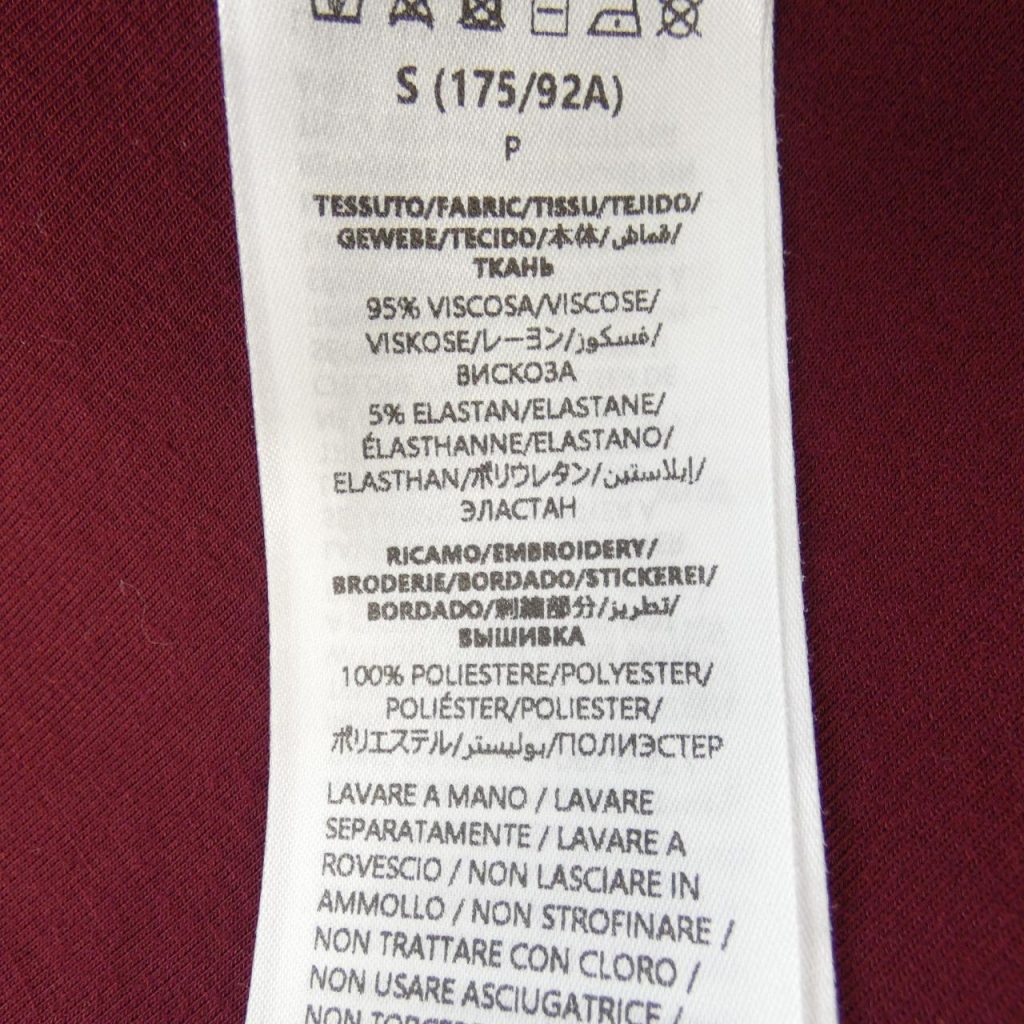 S (175/92A)
P
TESSUTO/FABRIC/TISSU/TEJIDO/
GEWEBE/TECIDO/本体/قماش/
ТКАНЬ
95% VISCOSA/VISCOSE/
VISKOSE/レーヨン/فسكوز/
ВИСКОЗА
5% ELASTAN/ELASTANE/
ÉLASTHANNE/ELASTANO/
ELASTHAN/ポリウレタン/إيلاستين/
ЭЛАСТАН
RICAMO/EMBROIDERY/
BRODERIE/BORDADO/STICKEREI/
BORDADO/刺繍部分/تطريز/
ВЫШИВКА
100% POLIESTERE/POLYESTER/
POLIÉSTER/POLIESTER/
ポリエステル/بوليستر/ПОЛИЭСТЕР
LAVARE A MANO / LAVARE
SEPARATAMENTE / LAVARE A
ROVESCIO / NON LASCIARE IN
AMMOLLO / NON STROFINARE /
NON TRATTARE CON CLORO /
NON USARE ASCIUGATRICE /
NON